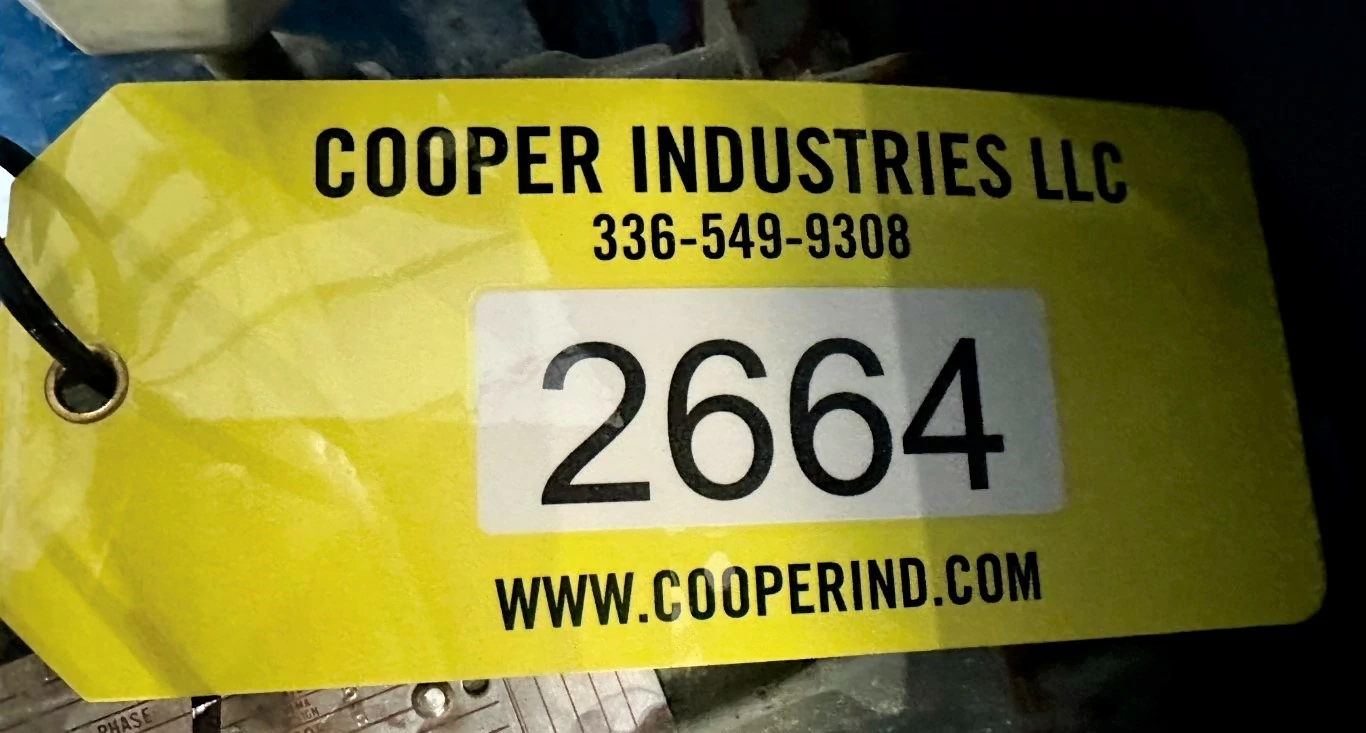 COOPER INDUSTRIES LLC
336-549-9308
2664
WWW.COOPERIND.COM
PHASE